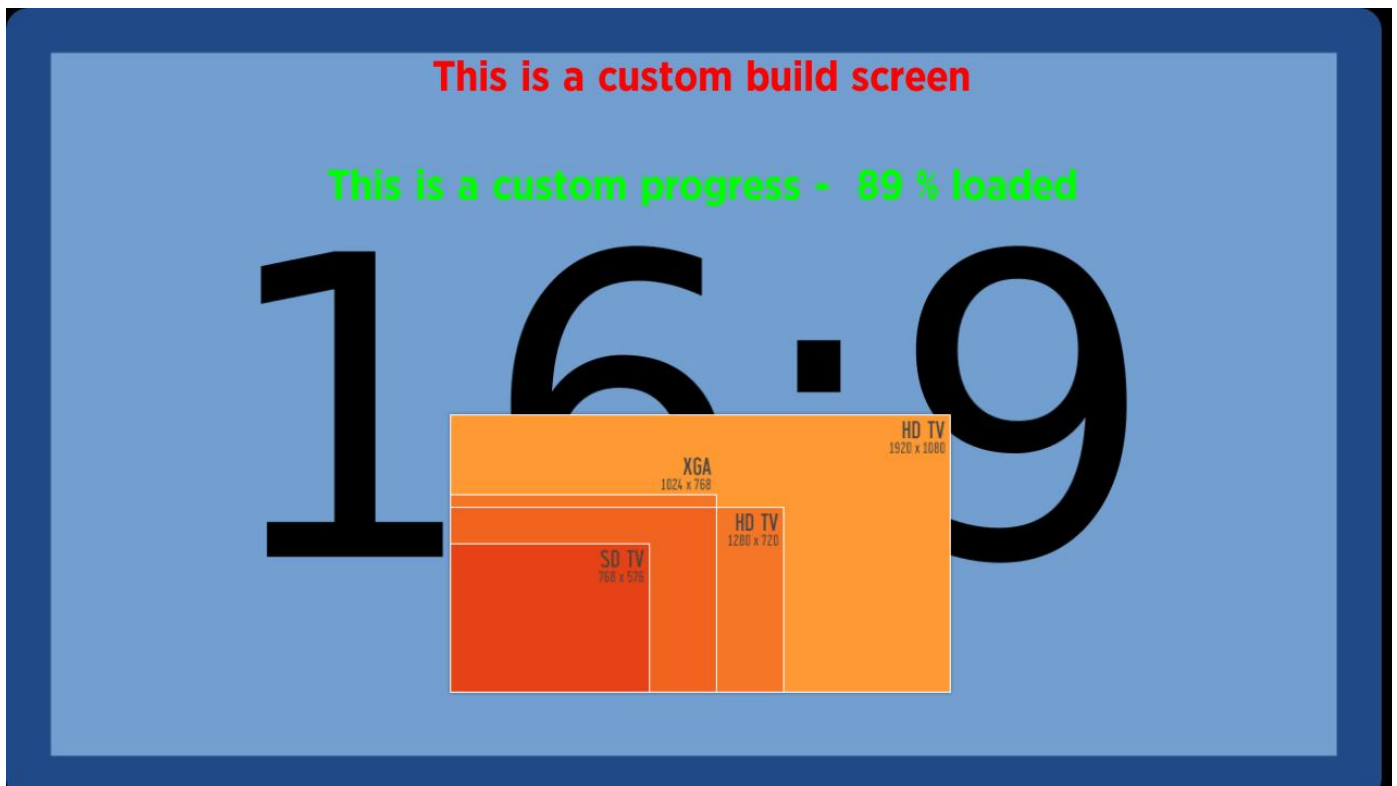 This is a custom build screen
This is a custom progress -  89 % loaded
16:9
HD TV
1920 x 1080
XGA
1024 x 768
HD TV
1280 x 720
SD TV
768 x 576